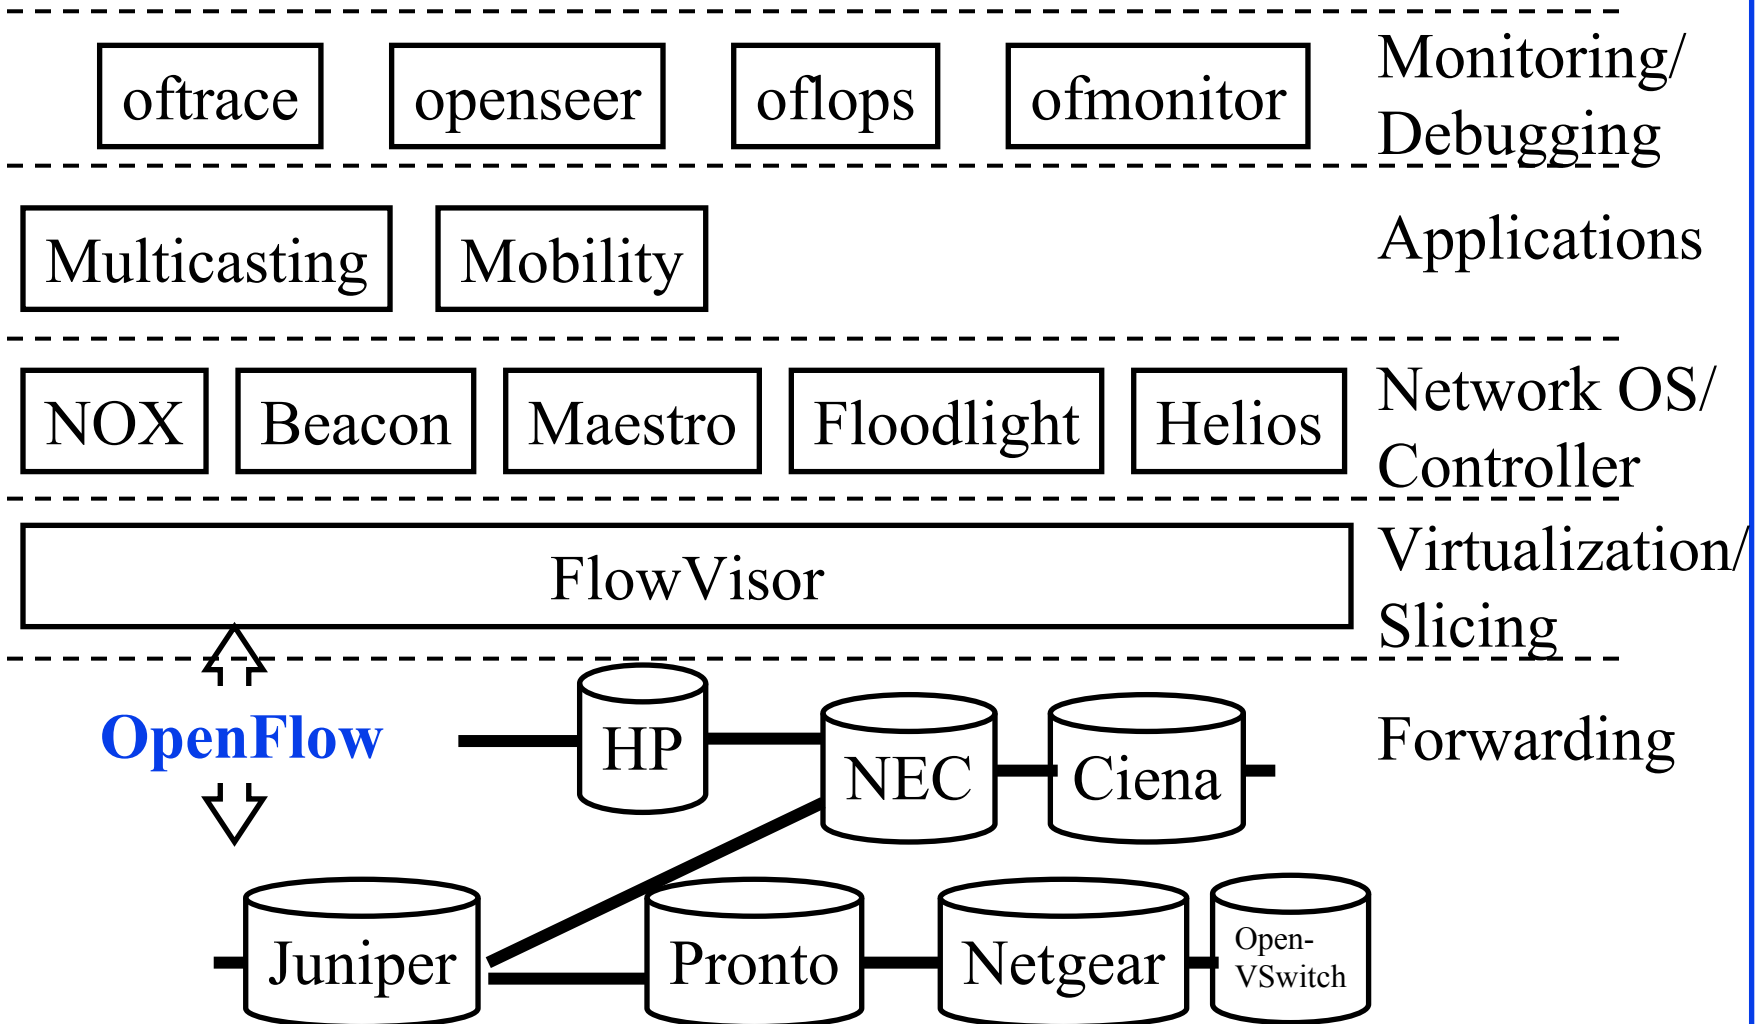 oftrace openseer oflops ofmonitor Monitoring/
Debugging
Multicasting Mobility Applications
NOX Beacon Maestro Floodlight Helios Network OS/
Controller
FlowVisor Virtualization/
Slicing
OpenFlow HP NEC Ciena Forwarding
Juniper Pronto Netgear Open-
VSwitch